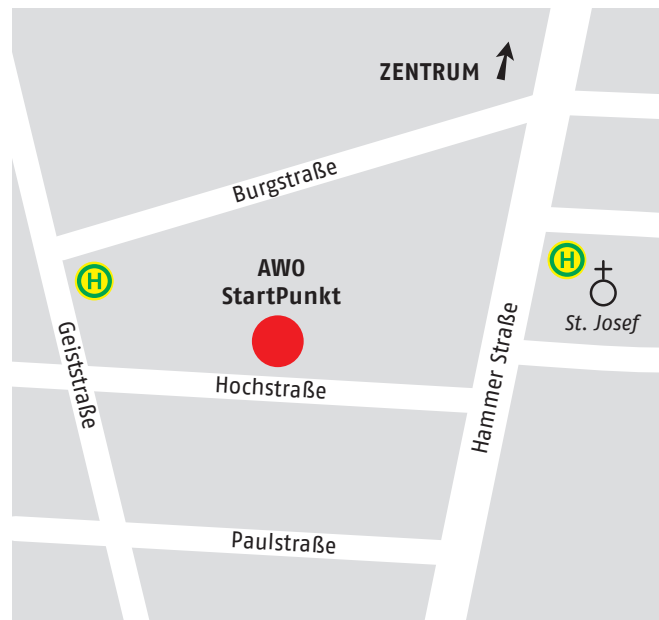 ZENTRUM
Burgstraße
AWO
StartPunkt
H
H
St. Josef
Geiststraße
Hammer Straße
Hochstraße
Paulstraße